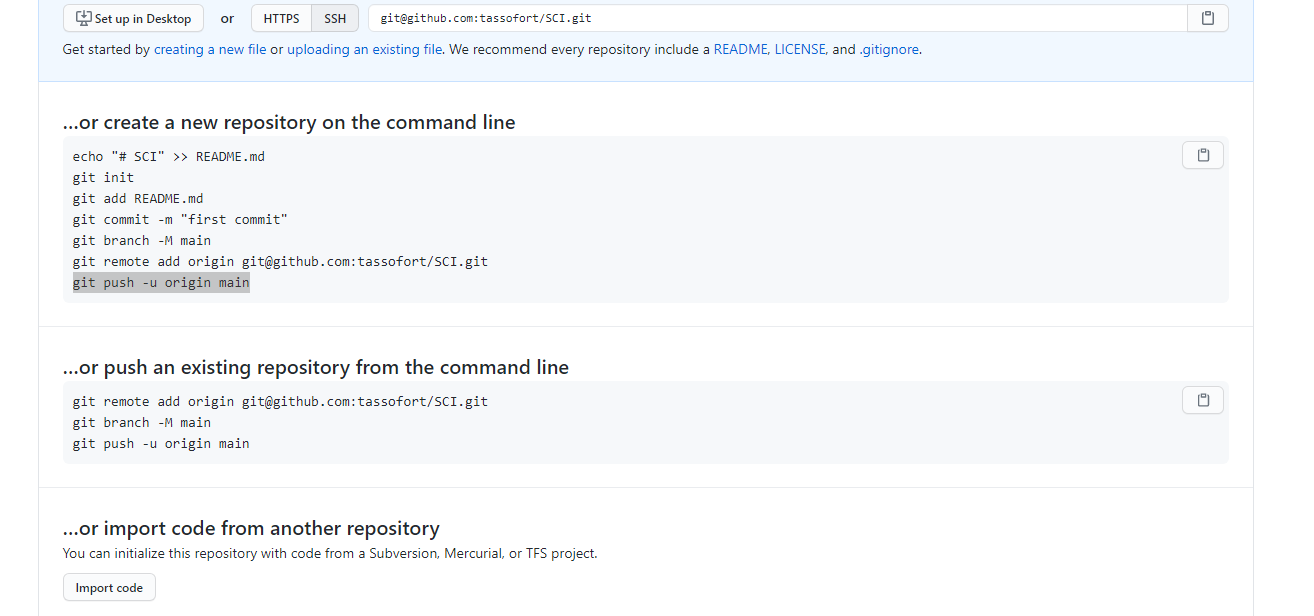 Set up in Desktop or HTTPS SSH git@github.com:tassofort/SCI.git
Get started by creating a new file or uploading an existing file. We recommend every repository include a README, LICENSE, and .gitignore.
…or create a new repository on the command line
echo "# SCI" >> README.md
git init
git add README.md
git commit -m "first commit"
git branch -M main
git remote add origin git@github.com:tassofort/SCI.git
git push -u origin main
…or push an existing repository from the command line
git remote add origin git@github.com:tassofort/SCI.git
git branch -M main
git push -u origin main
…or import code from another repository
You can initialize this repository with code from a Subversion, Mercurial, or TFS project.
Import code